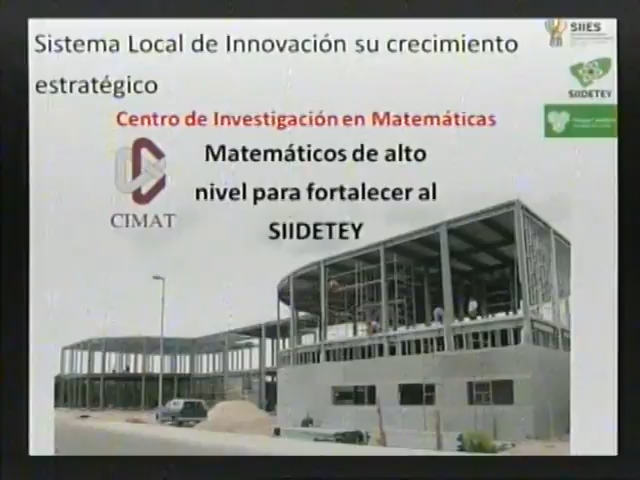 Sistema Local de Innovación su crecimiento
estratégico
SIIES
SIIDETEY
Centro de Investigación en Matemáticas
Matemáticos de alto
nivel para fortalecer al
SIIDETEY
CIMAT